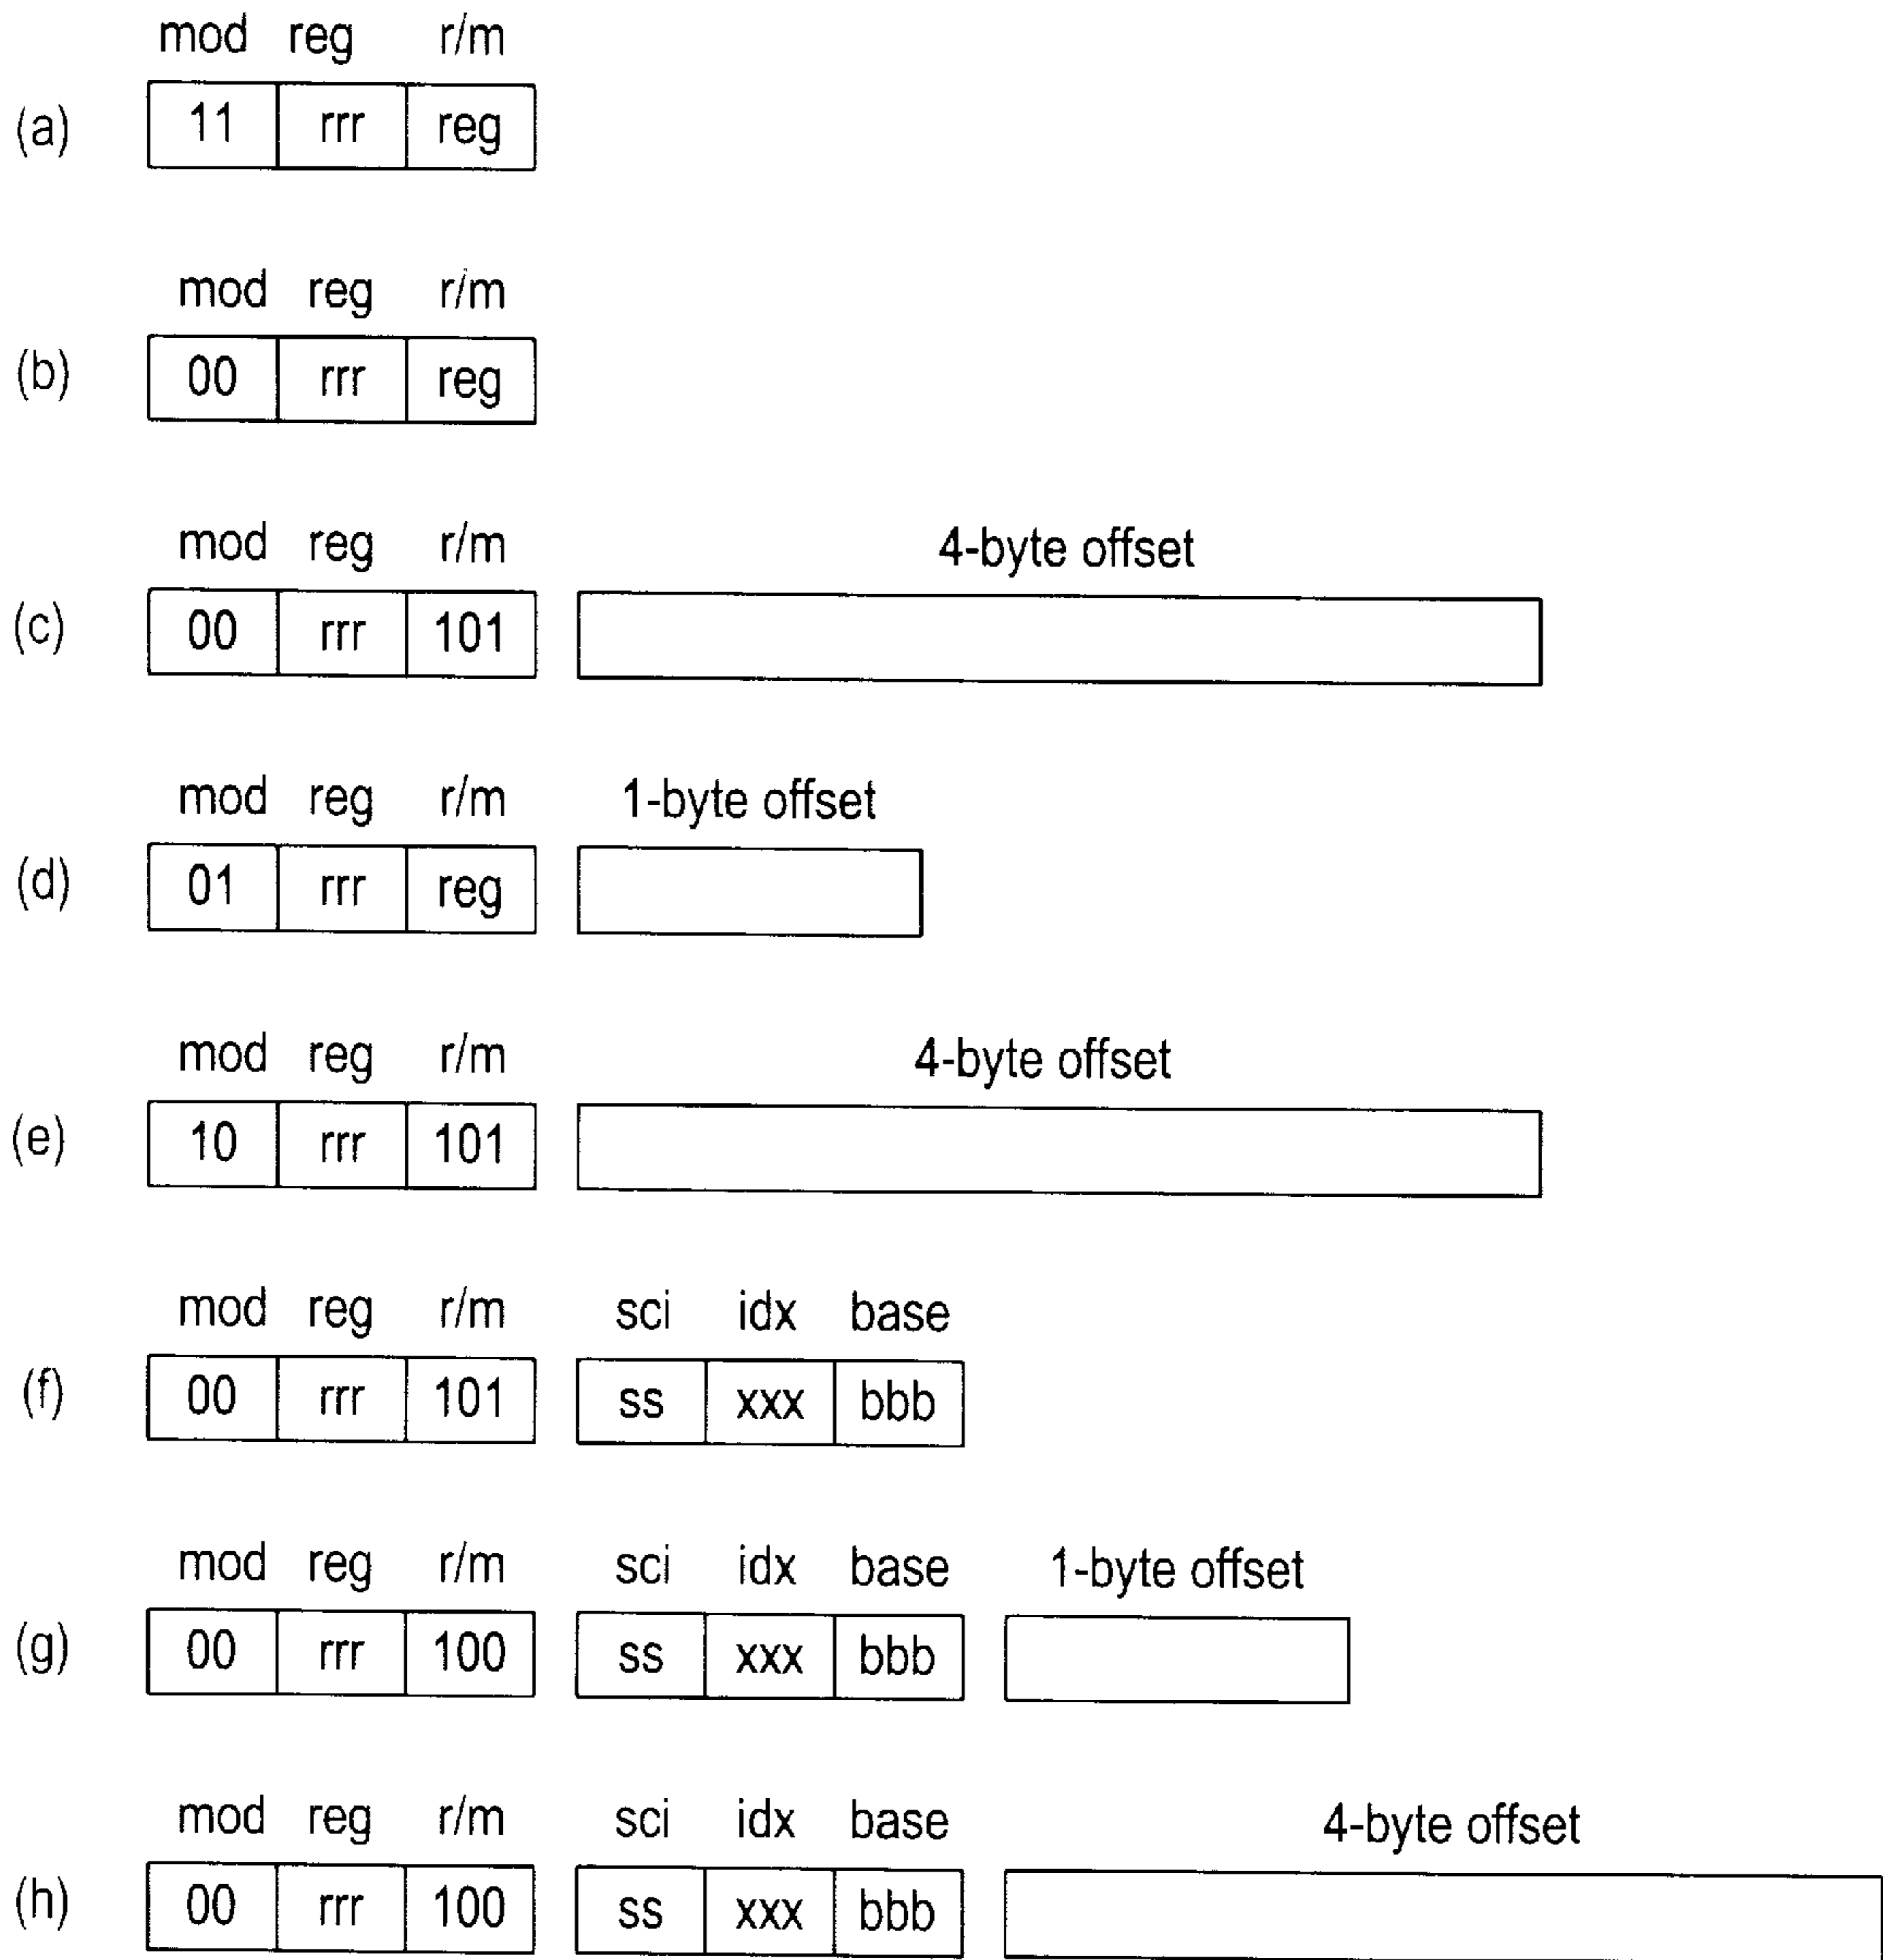 mod reg r/m
(a) 11 rrr reg
mod reg r/m
(b) 00 rrr reg
mod reg r/m 4-byte offset
(c) 00 rrr 101
mod reg r/m 1-byte offset
(d) 01 rrr reg
mod reg r/m 4-byte offset
(e) 10 rrr 101
mod reg r/m sci idx base
(f) 00 rrr 101 ss xxx bbb
mod reg r/m sci idx base 1-byte offset
(g) 00 rrr 100 ss xxx bbb
mod reg r/m sci idx base 4-byte offset
(h) 00 rrr 100 ss xxx bbb